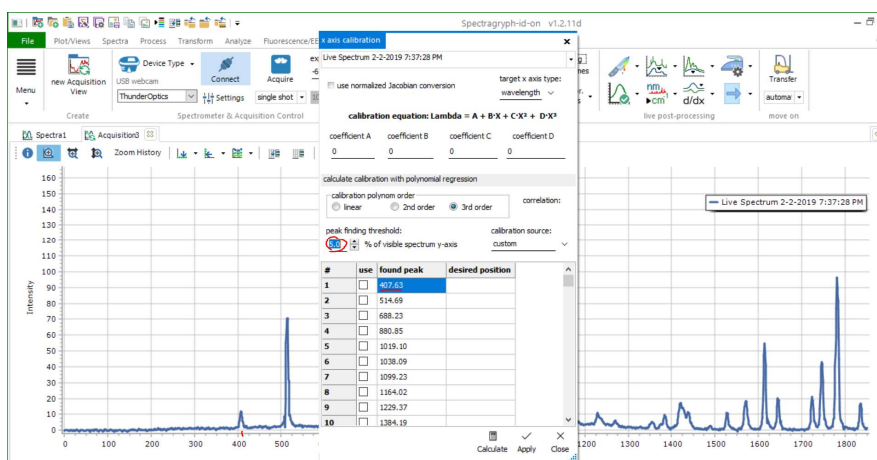 Spectragryph-id-on v1.2.11d
File Plot/Views Spectra Process Transform Analyze Fluorescence/EE
x axis calibration
Live Spectrum 2-2-2019 7:37:28 PM
Menu
new Acquisition View
USB webcam
Device Type
ThunderOptics
Connect
Settings
Acquire
single shot
ex
-6
Create
Spectrometer & Acquisition Control
use normalized Jacobian conversion
target x axis type:
wavelength
calibration equation: Lambda = A + B·X + C·X² + D·X³
coefficient A coefficient B coefficient C coefficient D
0 0 0 0
nm
▸cm
d/dx
Transfer
automa
live post-processing
move on
Spectra1 Acquisition3
Zoom History
calculate calibration with polynomial regression
calibration polynom order
linear 2nd order 3rd order
correlation:
peak finding threshold:
5.0 % of visible spectrum y-axis
calibration source:
custom
# use found peak desired position
1 407.63
2 514.69
3 688.23
4 880.85
5 1019.10
6 1038.09
7 1099.23
8 1164.02
9 1229.37
10 1384.19
Calculate Apply Close
Live Spectrum 2-2-2019 7:37:28 PM
Intensity
160
150
140
130
120
110
100
90
80
70
60
50
40
30
20
10
0
0 100 200 300 400 500
1200 1300 1400 1500 1600 1700 1800